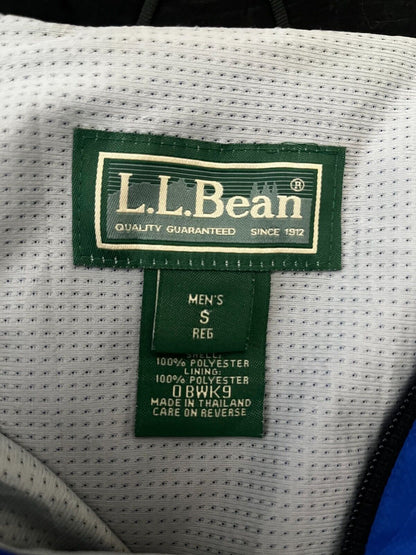 L.L.Bean®
QUALITY GUARANTEED SINCE 1912
MEN'S
S
REG
SHELL:
100% POLYESTER
LINING:
100% POLYESTER
0BWK9
MADE IN THAILAND
CARE ON REVERSE